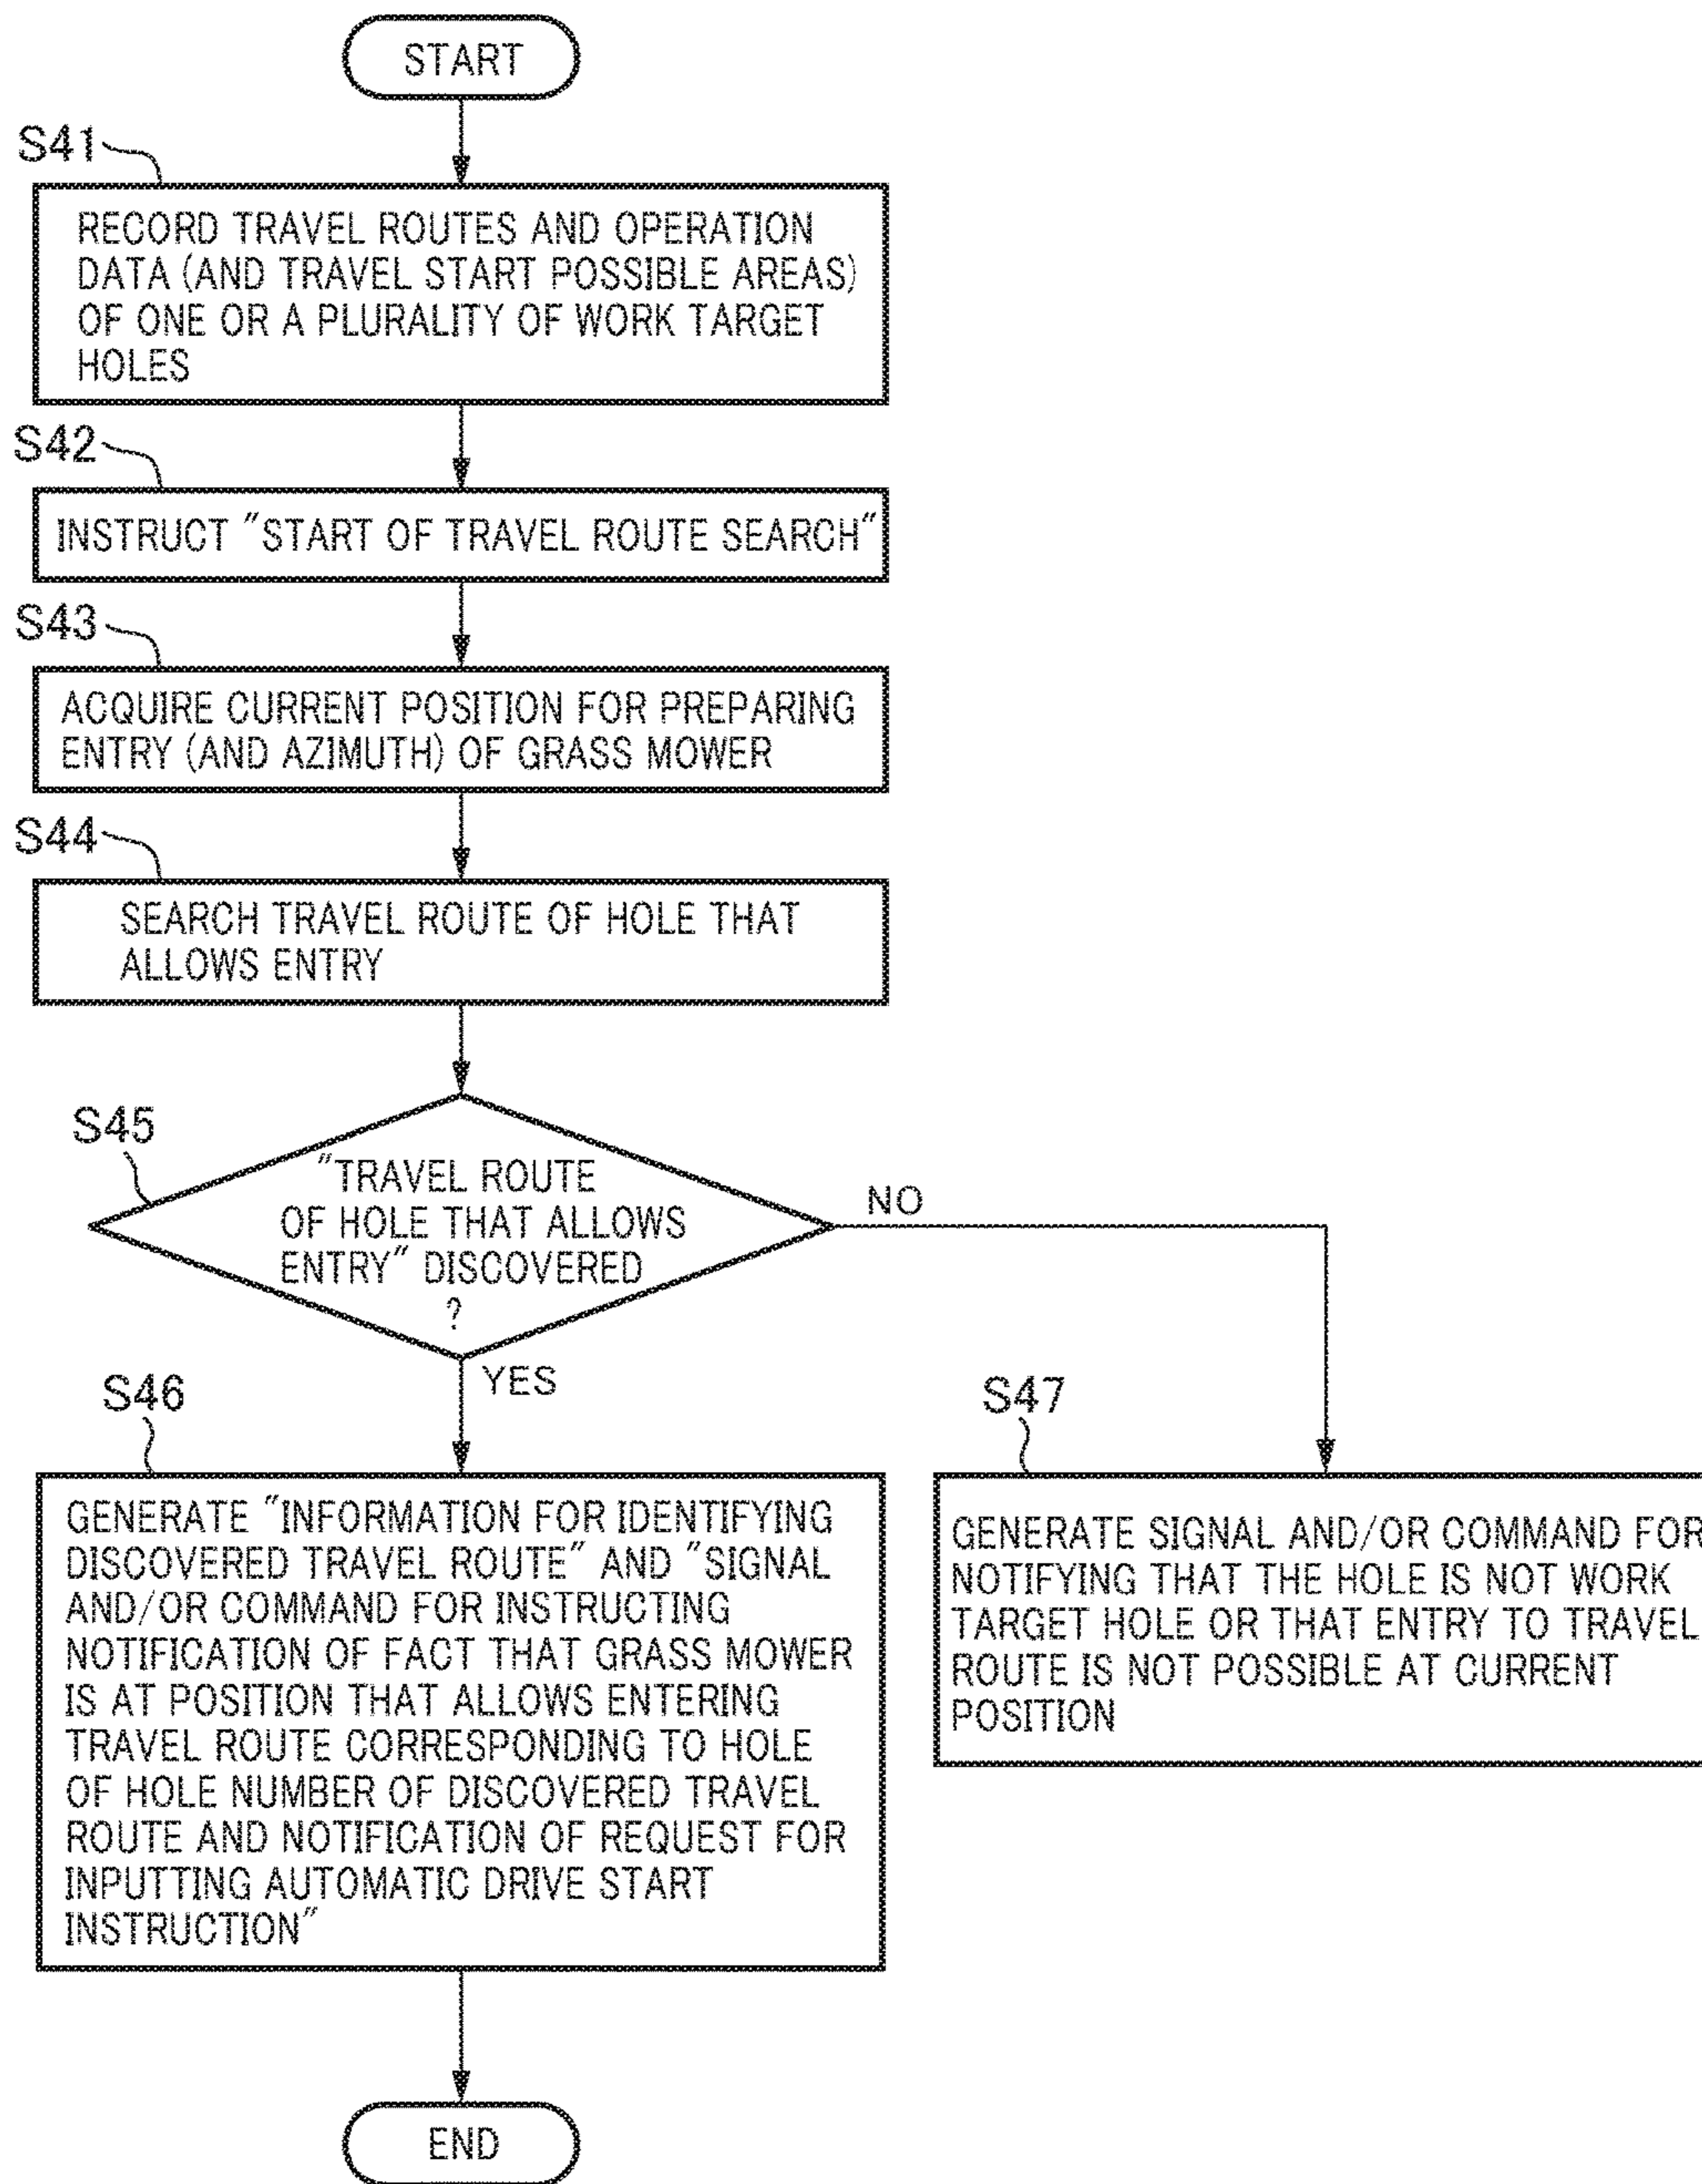 START
S41
RECORD TRAVEL ROUTES AND OPERATION
DATA (AND TRAVEL START POSSIBLE AREAS)
OF ONE OR A PLURALITY OF WORK TARGET
HOLES
S42
INSTRUCT "START OF TRAVEL ROUTE SEARCH"
S43
ACQUIRE CURRENT POSITION FOR PREPARING
ENTRY (AND AZIMUTH) OF GRASS MOWER
S44
SEARCH TRAVEL ROUTE OF HOLE THAT
ALLOWS ENTRY
S45
"TRAVEL ROUTE
OF HOLE THAT ALLOWS
ENTRY" DISCOVERED
?
NO
YES
S46
GENERATE "INFORMATION FOR IDENTIFYING
DISCOVERED TRAVEL ROUTE" AND "SIGNAL
AND/OR COMMAND FOR INSTRUCTING
NOTIFICATION OF FACT THAT GRASS MOWER
IS AT POSITION THAT ALLOWS ENTERING
TRAVEL ROUTE CORRESPONDING TO HOLE
OF HOLE NUMBER OF DISCOVERED TRAVEL
ROUTE AND NOTIFICATION OF REQUEST FOR
INPUTTING AUTOMATIC DRIVE START
INSTRUCTION"
S47
GENERATE SIGNAL AND/OR COMMAND FOR
NOTIFYING THAT THE HOLE IS NOT WORK
TARGET HOLE OR THAT ENTRY TO TRAVEL
ROUTE IS NOT POSSIBLE AT CURRENT
POSITION
END